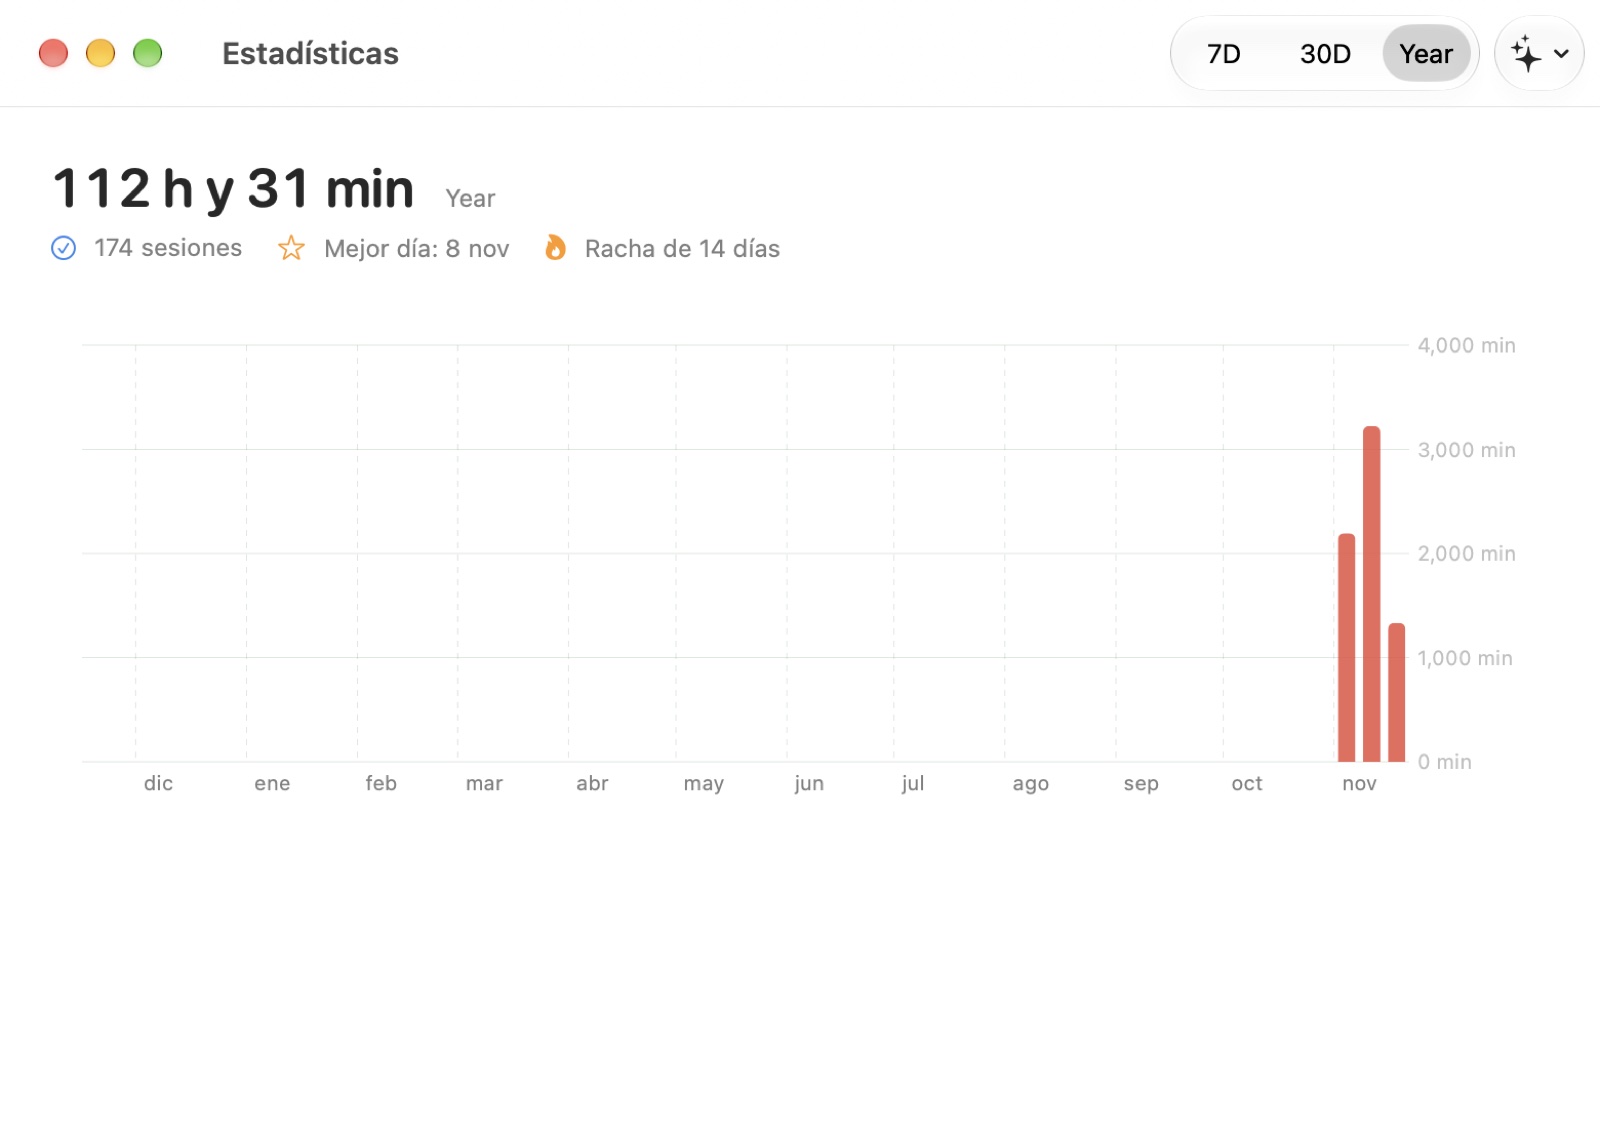 Estadísticas
7D 30D Year
112 h y 31 min Year
174 sesiones Mejor día: 8 nov Racha de 14 días
4,000 min
3,000 min
2,000 min
1,000 min
0 min
dic ene feb mar abr may jun jul ago sep oct nov